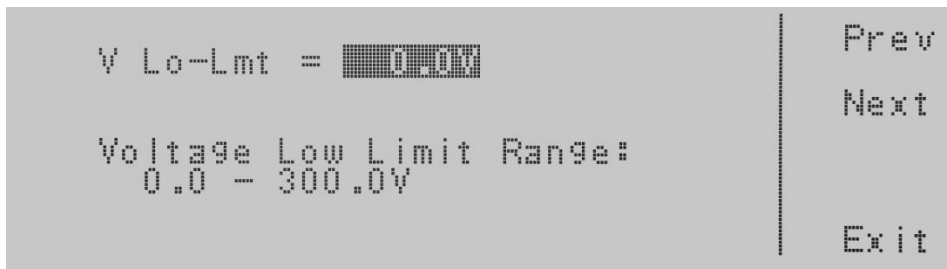 V Lo-Lmt = 0.0V
Voltage Low Limit Range:
0.0 - 300.0V
Prev
Next
Exit